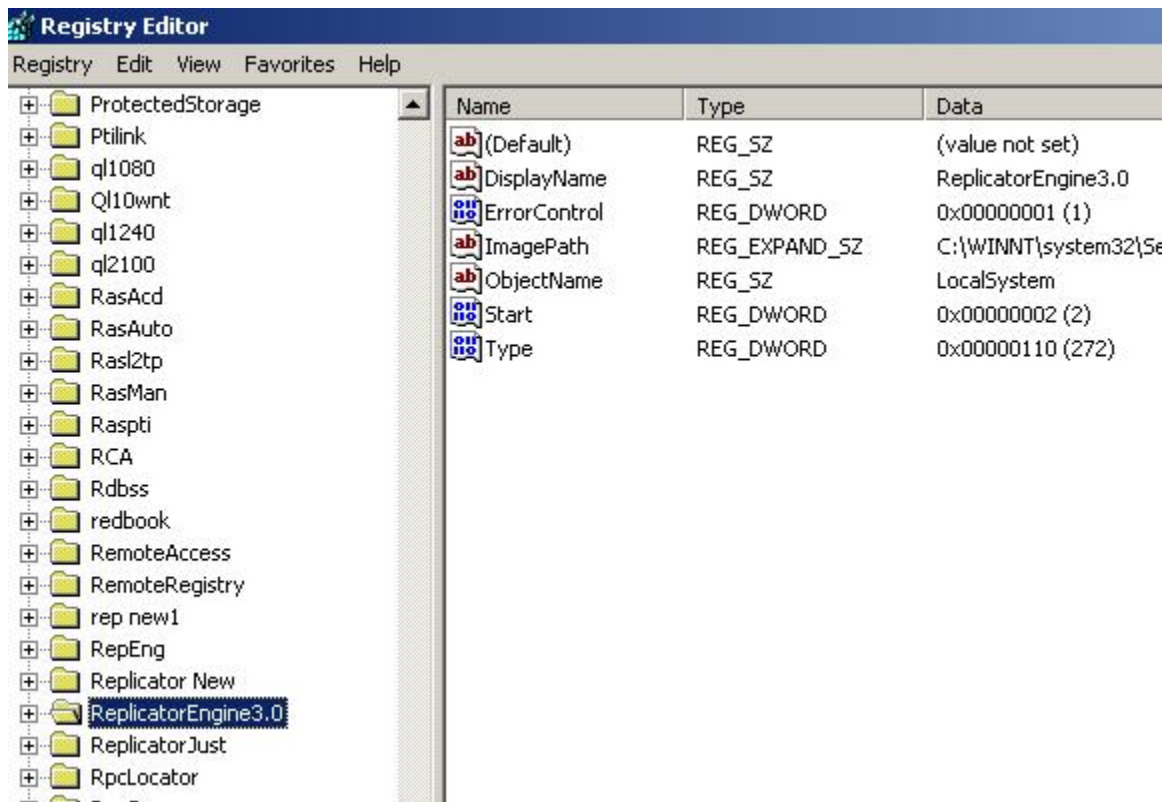 Registry Editor
Registry Edit View Favorites Help
ProtectedStorage
Ptilink
ql1080
Ql10wnt
ql1240
ql2100
RasAcd
RasAuto
Rasl2tp
RasMan
Raspti
RCA
Rdbss
redbook
RemoteAccess
RemoteRegistry
rep new1
RepEng
Replicator New
ReplicatorEngine3.0
ReplicatorJust
RpcLocator
Name Type Data
(Default) REG_SZ (value not set)
DisplayName REG_SZ ReplicatorEngine3.0
ErrorControl REG_DWORD 0x00000001 (1)
ImagePath REG_EXPAND_SZ C:\WINNT\system32\Se
ObjectName REG_SZ LocalSystem
Start REG_DWORD 0x00000002 (2)
Type REG_DWORD 0x00000110 (272)